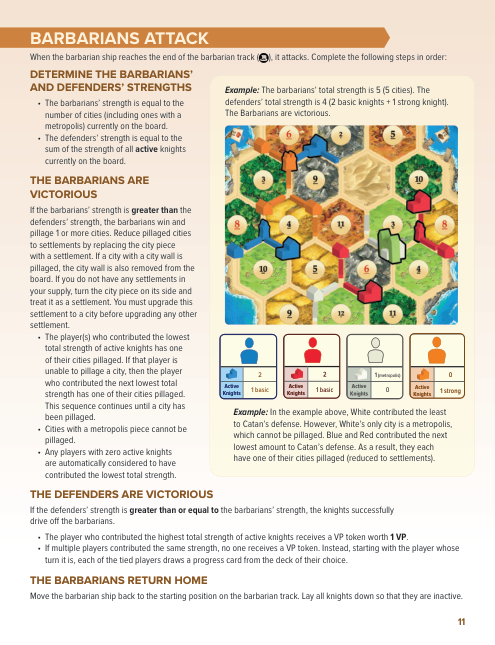 BARBARIANS ATTACK
When the barbarian ship reaches the end of the barbarian track ( ), it attacks. Complete the following steps in order:
DETERMINE THE BARBARIANS'
AND DEFENDERS' STRENGTHS
• The barbarians' strength is equal to the
number of cities (including ones with a
metropolis) currently on the board.
• The defenders' strength is equal to the
sum of the strength of all active knights
currently on the board.
THE BARBARIANS ARE
VICTORIOUS
If the barbarians' strength is greater than the
defenders' strength, the barbarians win and
pillage 1 or more cities. Reduce pillaged cities
to settlements by replacing the city piece
with a settlement. If a city with a city wall is
pillaged, the city wall is also removed from the
board. If you do not have any settlements in
your supply, turn the city piece on its side and
treat it as a settlement. You must upgrade this
settlement to a city before upgrading any other
settlement.
• The player(s) who contributed the lowest
total strength of active knights has one
of their cities pillaged. If that player is
unable to pillage a city, then the player
who contributed the next lowest total
strength has one of their cities pillaged.
This sequence continues until a city has
been pillaged.
• Cities with a metropolis piece cannot be
pillaged.
• Any players with zero active knights
are automatically considered to have
contributed the lowest total strength.
Example: The barbarians' total strength is 5 (5 cities). The
defenders' total strength is 4 (2 basic knights + 1 strong knight).
The Barbarians are victorious.
6
5
3
9
10
8
4
11
3
8
10
5
6
4
9
12
11
2
Active
Knights
1 basic
2
Active
Knights
1 basic
1 (metropolis)
Active
Knights
0
0
Active
Knights
1 strong
Example: In the example above, White contributed the least
to Catan's defense. However, White's only city is a metropolis,
which cannot be pillaged. Blue and Red contributed the next
lowest amount to Catan's defense. As a result, they each
have one of their cities pillaged (reduced to settlements).
THE DEFENDERS ARE VICTORIOUS
If the defenders' strength is greater than or equal to the barbarians' strength, the knights successfully
drive off the barbarians.
• The player who contributed the highest total strength of active knights receives a VP token worth 1 VP.
• If multiple players contributed the same strength, no one receives a VP token. Instead, starting with the player whose
turn it is, each of the tied players draws a progress card from the deck of their choice.
THE BARBARIANS RETURN HOME
Move the barbarian ship back to the starting position on the barbarian track. Lay all knights down so that they are inactive.
11